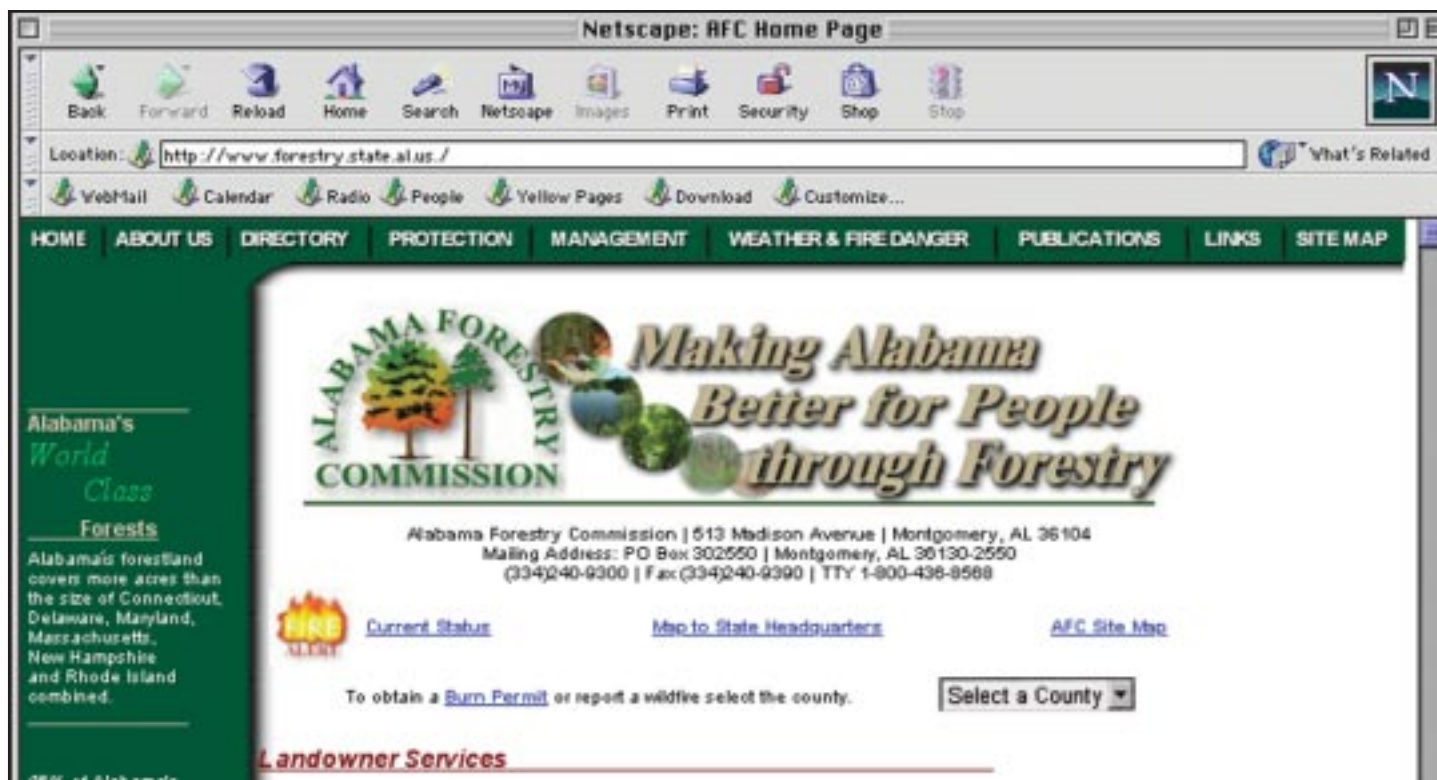 Netscape: AFC Home Page
Back Forward Reload Home Search Netscape Images Print Security Shop Stop
N
Location: http://www.forestry.state.al.us./ What's Related
WebMail Calendar Radio People Yellow Pages Download Customize...
HOME ABOUT US DIRECTORY PROTECTION MANAGEMENT WEATHER & FIRE DANGER PUBLICATIONS LINKS SITE MAP
ALABAMA FORESTRY
COMMISSION
Making Alabama
Better for People
through Forestry
Alabama's
World
Class
Forests
Alabamaís forestland
covers more acres than
the size of Connecticut,
Delaware, Maryland,
Massachusetts,
New Hampshire
and Rhode Island
combined.
Alabama Forestry Commission | 513 Madison Avenue | Montgomery, AL 36104
Mailing Address: PO Box 302550 | Montgomery, AL 36130-2550
(334)240-9300 | Fax (334)240-9390 | TTY 1-800-436-8568
FIRE
ALERT
Current Status Map to State Headquarters AFC Site Map
To obtain a Burn Permit or report a wildfire select the county. Select a County
Landowner Services